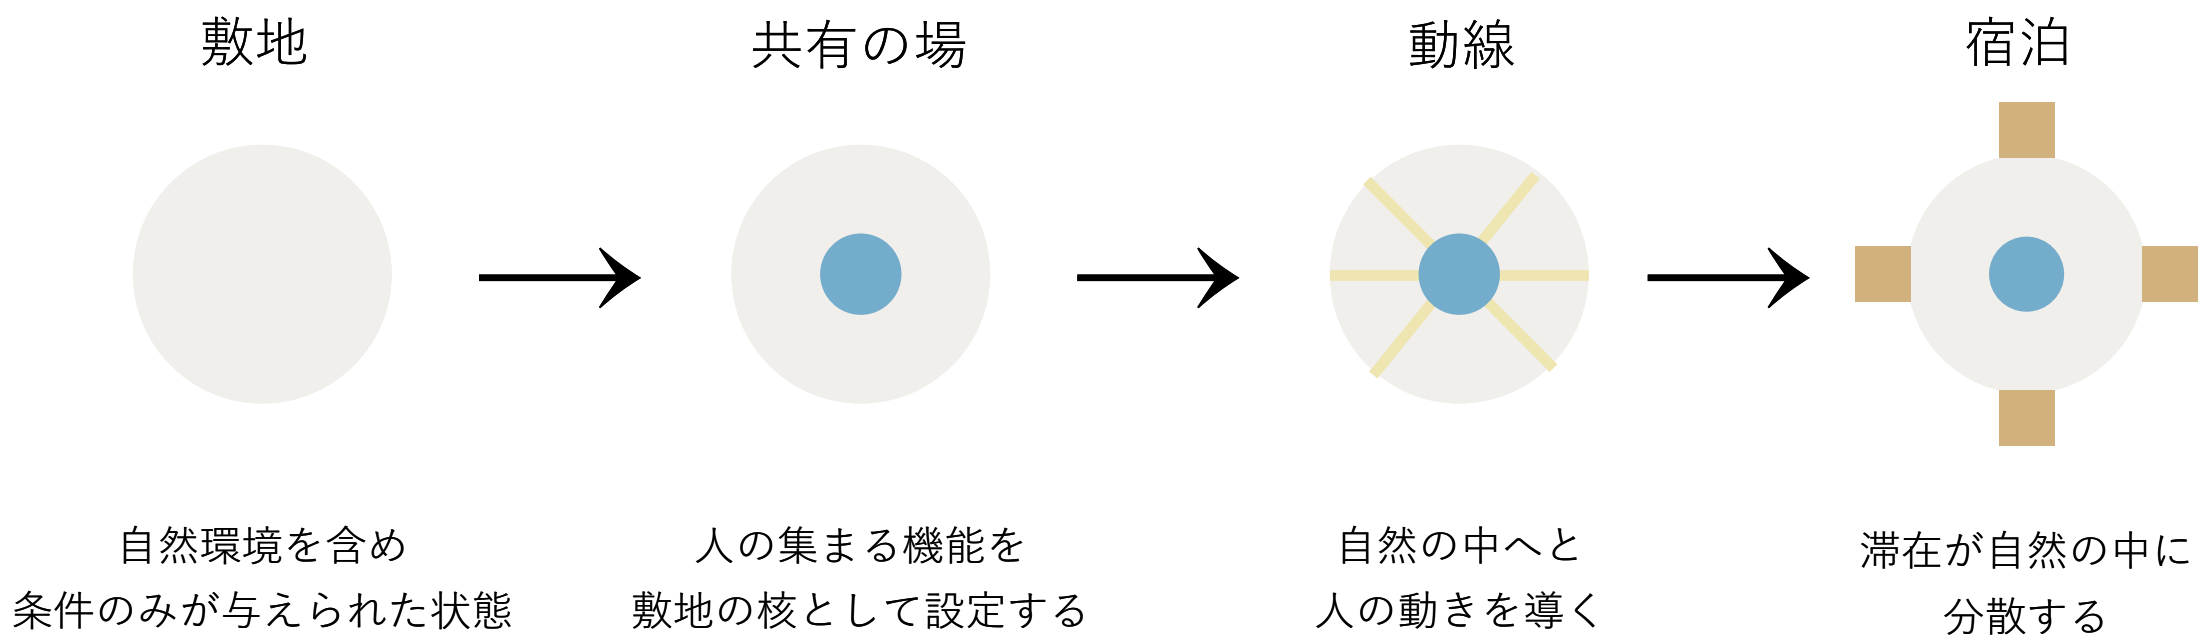 敷地
共有の場
動線
宿泊
自然環境を含め
条件のみが与えられた状態
人の集まる機能を
敷地の核として設定する
自然の中へと
人の動きを導く
滞在が自然の中に
分散する